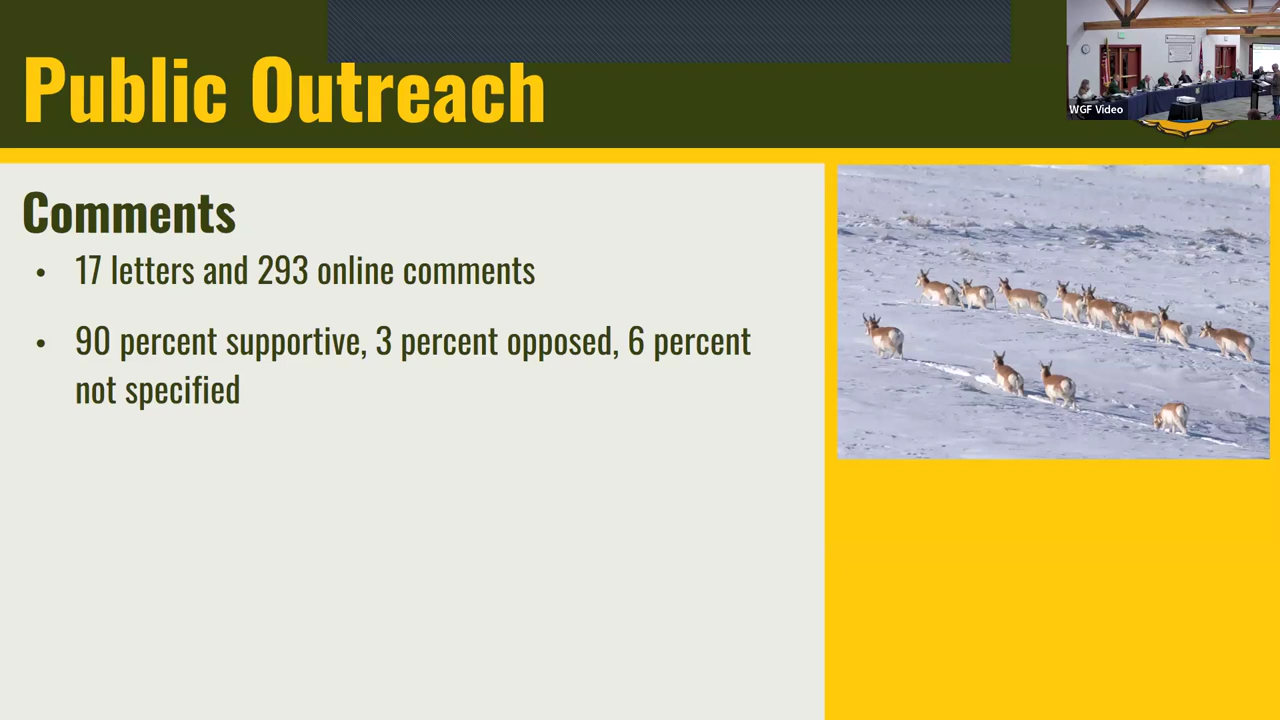 WGF Video
Public Outreach
Comments
• 17 letters and 293 online comments
• 90 percent supportive, 3 percent opposed, 6 percent
not specified